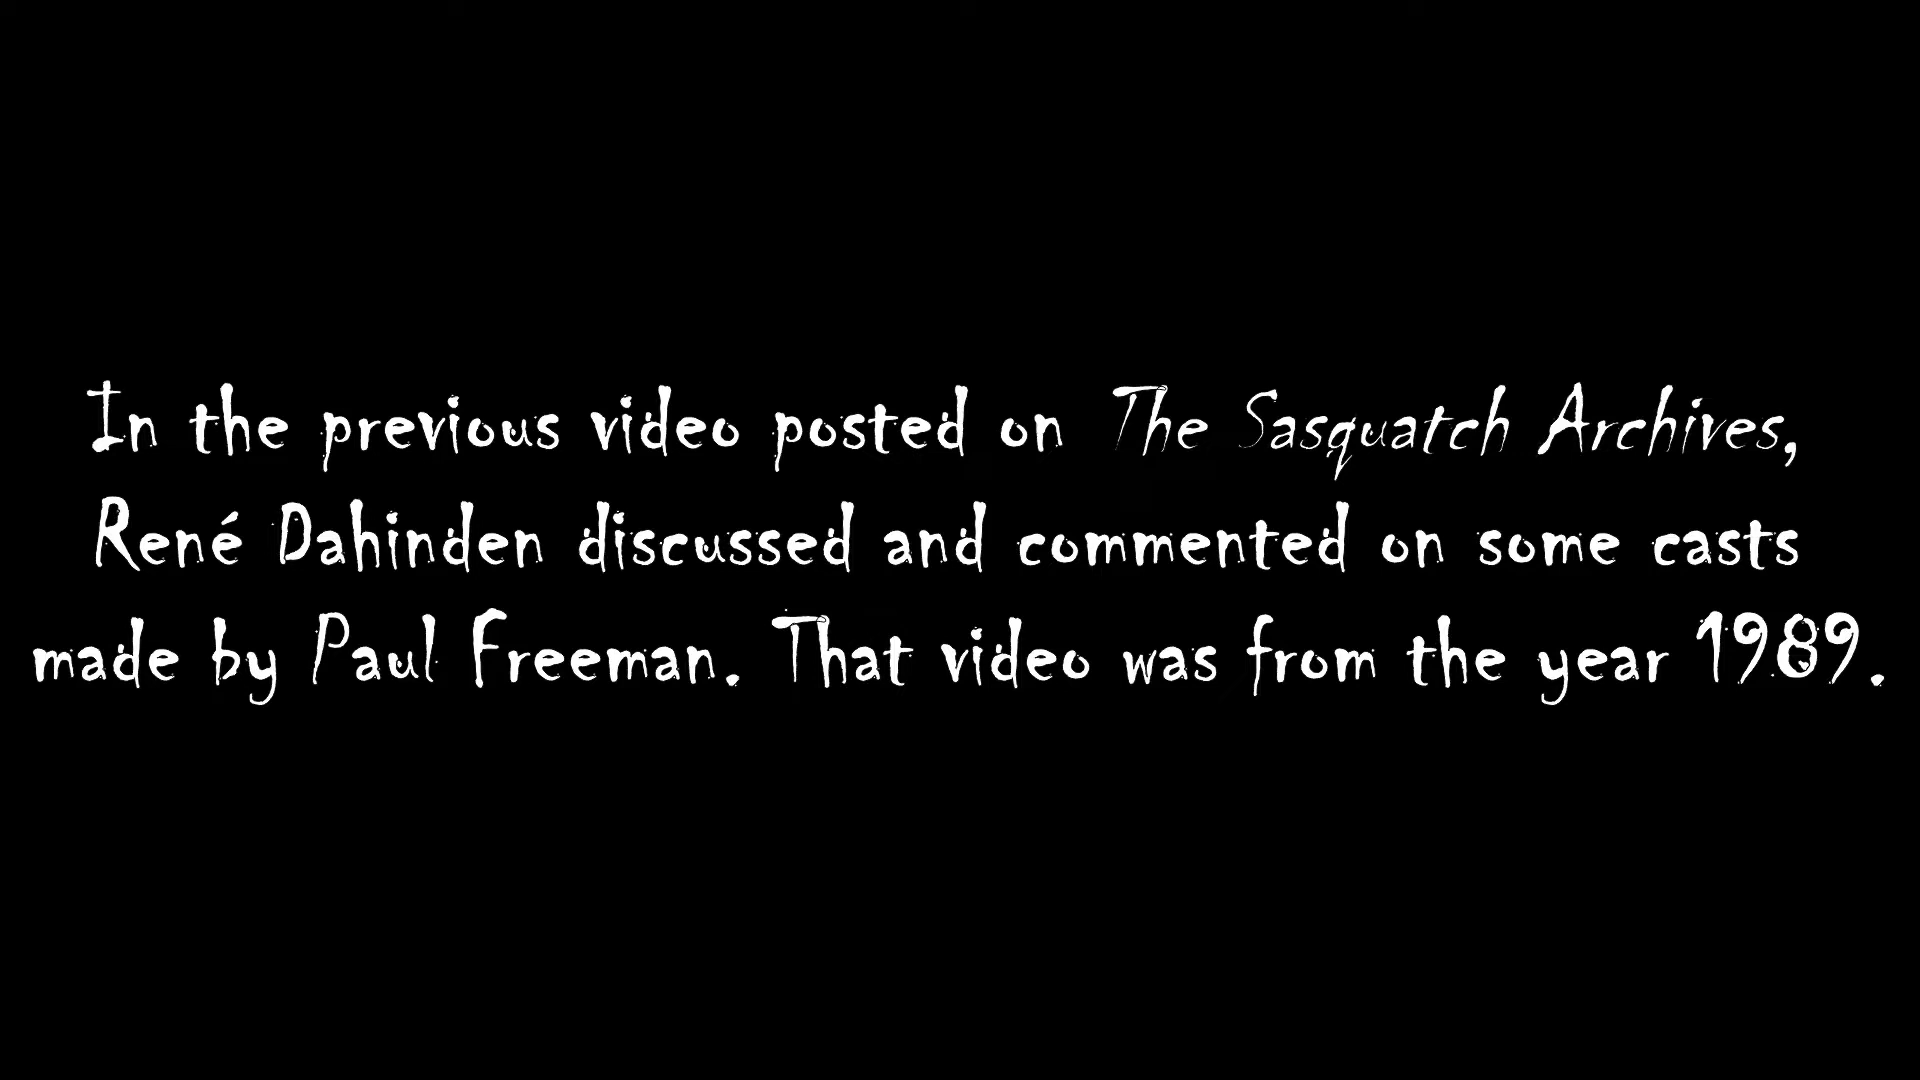 In the previous video posted on The Sasquatch Archives,
René Dahinden discussed and commented on some casts
made by Paul Freeman. That video was from the year 1989.